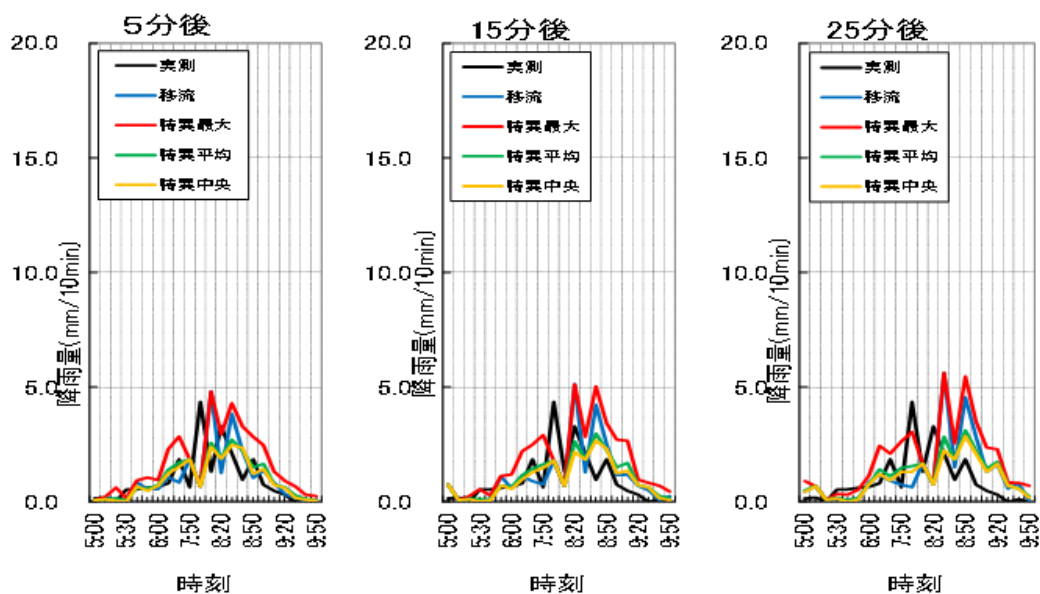 5分後
20.0
15.0
10.0
5.0
0.0
降雨量(mm/10min)
実測
移流
特異最大
特異平均
特異中央
5:00
5:30
6:00
7:50
8:20
8:50
9:20
9:50
時刻
15分後
20.0
15.0
10.0
5.0
0.0
降雨量(mm/10min)
実測
移流
特異最大
特異平均
特異中央
5:00
5:30
6:00
7:50
8:20
8:50
9:20
9:50
時刻
25分後
20.0
15.0
10.0
5.0
0.0
降雨量(mm/10min)
実測
移流
特異最大
特異平均
特異中央
5:00
5:30
6:00
7:50
8:20
8:50
9:20
9:50
時刻